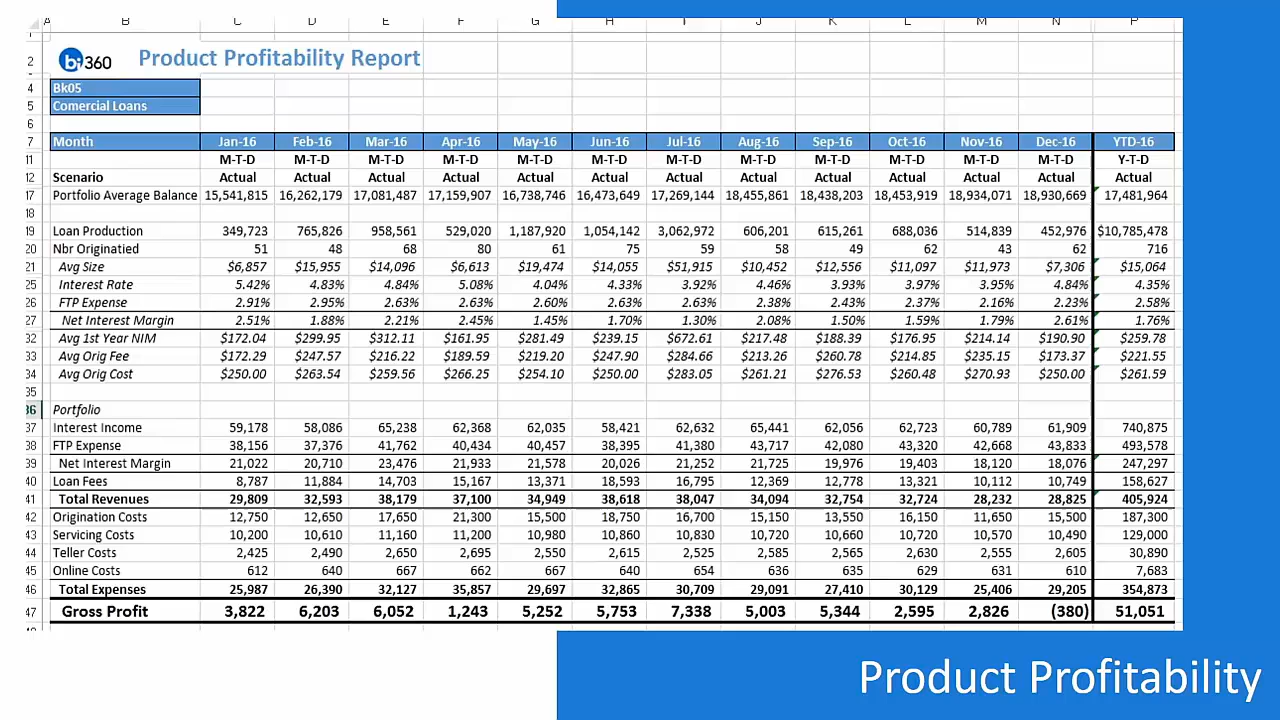 A B C D E F G H I J K L M N P
2 bi360 Product Profitability Report
4 Bk05
5 Comercial Loans
6
7 Month Jan-16 Feb-16 Mar-16 Apr-16 May-16 Jun-16 Jul-16 Aug-16 Sep-16 Oct-16 Nov-16 Dec-16 YTD-16
11 M-T-D M-T-D M-T-D M-T-D M-T-D M-T-D M-T-D M-T-D M-T-D M-T-D M-T-D M-T-D Y-T-D
12 Scenario Actual Actual Actual Actual Actual Actual Actual Actual Actual Actual Actual Actual Actual
17 Portfolio Average Balance 15,541,815 16,262,179 17,081,487 17,159,907 16,738,746 16,473,649 17,269,144 18,455,861 18,438,203 18,453,919 18,934,071 18,930,669 17,481,964
18
19 Loan Production 349,723 765,826 958,561 529,020 1,187,920 1,054,142 3,062,972 606,201 615,261 688,036 514,839 452,976 $10,785,478
20 Nbr Originatied 51 48 68 80 61 75 59 58 49 62 43 62 716
21 Avg Size $6,857 $15,955 $14,096 $6,613 $19,474 $14,055 $51,915 $10,452 $12,556 $11,097 $11,973 $7,306 $15,064
25 Interest Rate 5.42% 4.83% 4.84% 5.08% 4.04% 4.33% 3.92% 4.46% 3.93% 3.97% 3.95% 4.84% 4.35%
26 FTP Expense 2.91% 2.95% 2.63% 2.63% 2.60% 2.63% 2.63% 2.38% 2.43% 2.37% 2.16% 2.23% 2.58%
27 Net Interest Margin 2.51% 1.88% 2.21% 2.45% 1.45% 1.70% 1.30% 2.08% 1.50% 1.59% 1.79% 2.61% 1.76%
32 Avg 1st Year NIM $172.04 $299.95 $312.11 $161.95 $281.49 $239.15 $672.61 $217.48 $188.39 $176.95 $214.14 $190.90 $259.78
33 Avg Orig Fee $172.29 $247.57 $216.22 $189.59 $219.20 $247.90 $284.66 $213.26 $260.78 $214.85 $235.15 $173.37 $221.55
34 Avg Orig Cost $250.00 $263.54 $259.56 $266.25 $254.10 $250.00 $283.05 $261.21 $276.53 $260.48 $270.93 $250.00 $261.59
35
36 Portfolio
37 Interest Income 59,178 58,086 65,238 62,368 62,035 58,421 62,632 65,441 62,056 62,723 60,789 61,909 740,875
38 FTP Expense 38,156 37,376 41,762 40,434 40,457 38,395 41,380 43,717 42,080 43,320 42,668 43,833 493,578
39 Net Interest Margin 21,022 20,710 23,476 21,933 21,578 20,026 21,252 21,725 19,976 19,403 18,120 18,076 247,297
40 Loan Fees 8,787 11,884 14,703 15,167 13,371 18,593 16,795 12,369 12,778 13,321 10,112 10,749 158,627
41 Total Revenues 29,809 32,593 38,179 37,100 34,949 38,618 38,047 34,094 32,754 32,724 28,232 28,825 405,924
42 Origination Costs 12,750 12,650 17,650 21,300 15,500 18,750 16,700 15,150 13,550 16,150 11,650 15,500 187,300
43 Servicing Costs 10,200 10,610 11,160 11,200 10,980 10,860 10,830 10,720 10,660 10,720 10,570 10,490 129,000
44 Teller Costs 2,425 2,490 2,650 2,695 2,550 2,615 2,525 2,585 2,565 2,630 2,555 2,605 30,890
45 Online Costs 612 640 667 662 667 640 654 636 635 629 631 610 7,683
46 Total Expenses 25,987 26,390 32,127 35,857 29,697 32,865 30,709 29,091 27,410 30,129 25,406 29,205 354,873
47 Gross Profit 3,822 6,203 6,052 1,243 5,252 5,753 7,338 5,003 5,344 2,595 2,826 (380) 51,051
Product Profitability